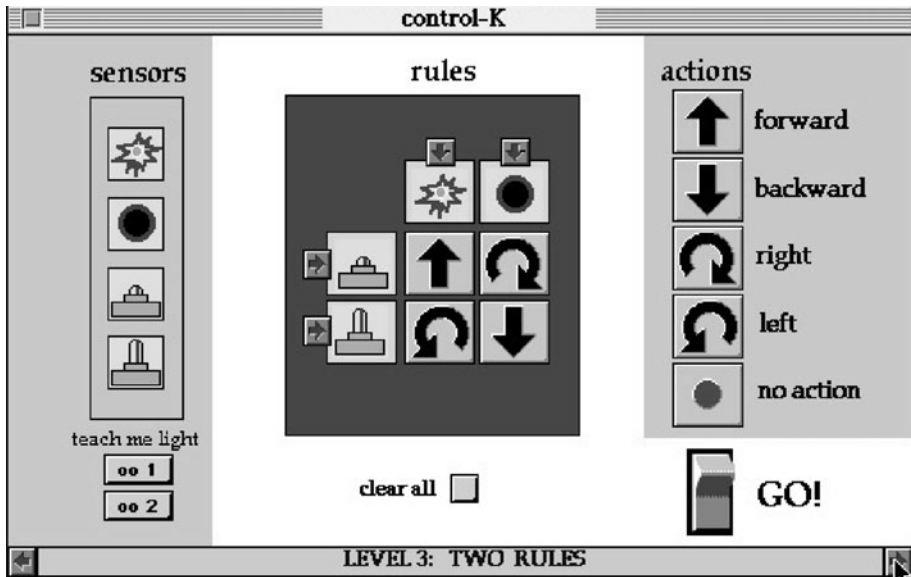 control-K
sensors
teach me light
oo 1
oo 2
rules
clear all
actions
forward
backward
right
left
no action
GO!
LEVEL 3: TWO RULES